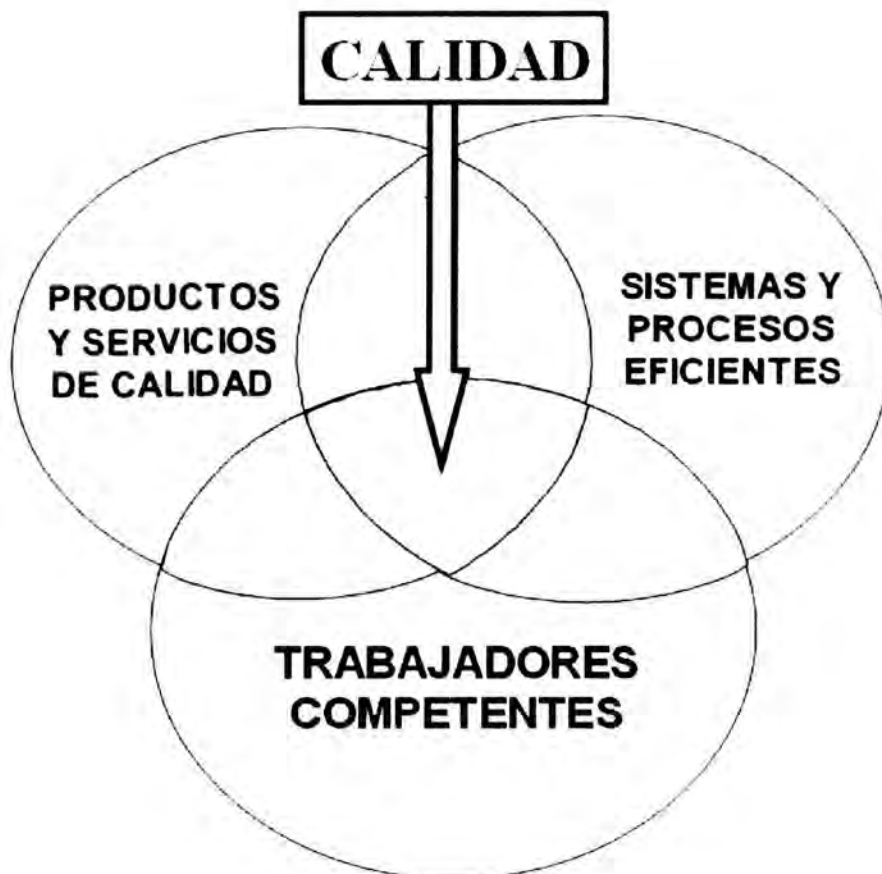 CALIDAD
PRODUCTOS
Y SERVICIOS
DE CALIDAD
SISTEMAS Y
PROCESOS
EFICIENTES
TRABAJADORES
COMPETENTES